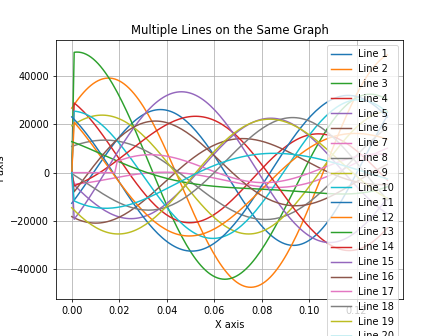 Multiple Lines on the Same Graph
40000
20000
0
−20000
−40000
axis
0.00
0.02
0.04
0.06
0.08
0.10
X axis
Line 1
Line 2
Line 3
Line 4
Line 5
Line 6
Line 7
Line 8
Line 9
Line 10
Line 11
Line 12
Line 13
Line 14
Line 15
Line 16
Line 17
Line 18
Line 19
Line 20